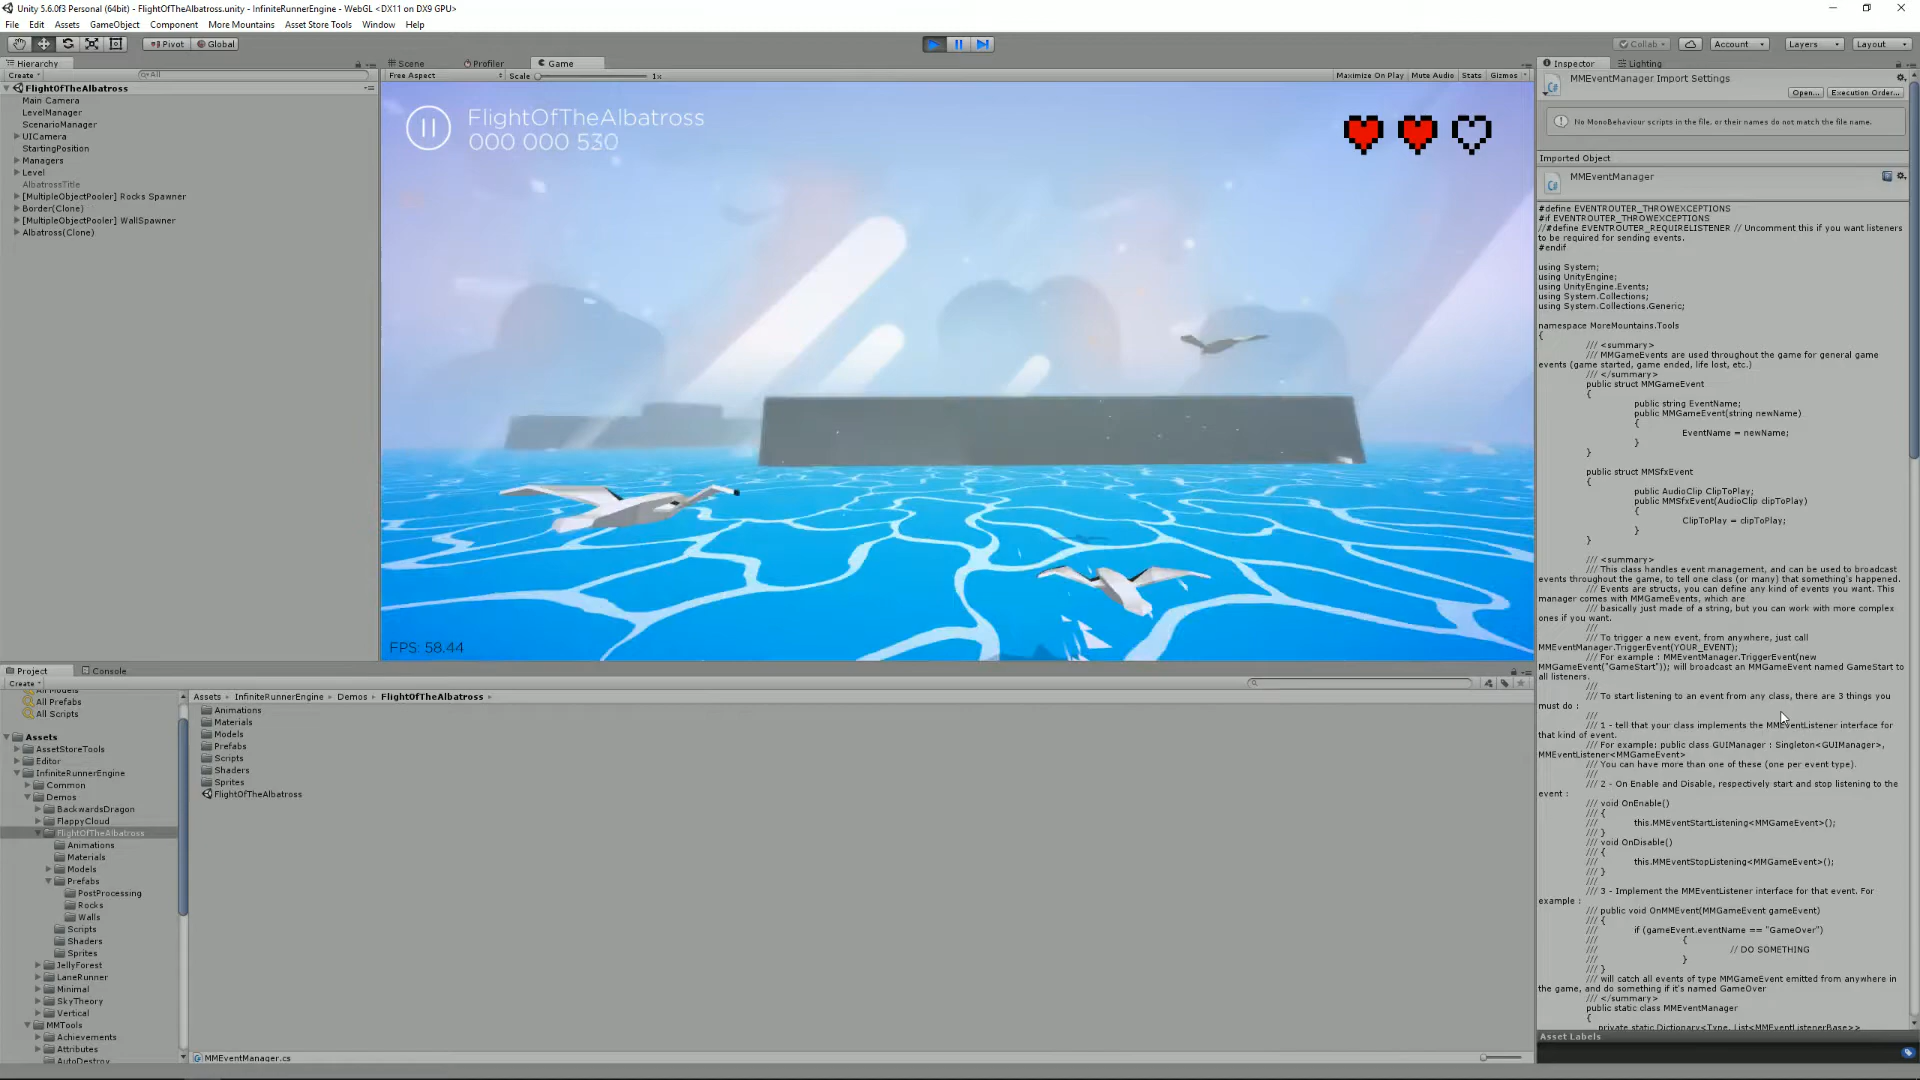 Unity 5.6.0f3 Personal (64bit) - FlightOfTheAlbatross.unity - InfiniteRunnerEngine - WebGL <DX11 on DX9 GPU>
File Edit Assets GameObject Component More Mountains Asset Store Tools Window Help
Pivot Global
Collab Account Layers Layout
Hierarchy
Create All
FlightOfTheAlbatross
Main Camera
LevelManager
ScenarioManager
UICamera
StartingPosition
Managers
Level
AlbatrossTitle
[MultipleObjectPooler] Rocks Spawner
Border(Clone)
[MultipleObjectPooler] WallSpawner
Albatross(Clone)
Scene Profiler Game
Free Aspect Scale 1x Maximize On Play Mute Audio Stats Gizmos
FlightOfTheAlbatross
000 000 530
FPS: 58.44
Project Console
Create
All Models
All Prefabs
All Scripts
Assets
AssetStoreTools
Editor
InfiniteRunnerEngine
Common
Demos
BackwardsDragon
FlappyCloud
FlightOfTheAlbatross
Animations
Materials
Models
Prefabs
PostProcessing
Rocks
Walls
Scripts
Shaders
Sprites
JellyForest
LaneRunner
Minimal
SkyTheory
Vertical
MMTools
Achievements
Attributes
AutoDestroy
Assets InfiniteRunnerEngine Demos FlightOfTheAlbatross
Animations
Materials
Models
Prefabs
Scripts
Shaders
Sprites
FlightOfTheAlbatross
MMEventManager.cs
Inspector Lighting
MMEventManager Import Settings
Open... Execution Order...
No MonoBehaviour scripts in the file, or their names do not match the file name.
Imported Object
MMEventManager
#define EVENTROUTER_THROWEXCEPTIONS
#if EVENTROUTER_THROWEXCEPTIONS
//#define EVENTROUTER_REQUIRELISTENER // Uncomment this if you want listeners
to be required for sending events.
#endif
using System;
using UnityEngine;
using UnityEngine.Events;
using System.Collections;
using System.Collections.Generic;
namespace MoreMountains.Tools
{
/// <summary>
/// MMGameEvents are used throughout the game for general game
events (game started, game ended, life lost, etc.)
/// </summary>
public struct MMGameEvent
{
public string EventName;
public MMGameEvent(string newName)
{
EventName = newName;
}
}
public struct MMSfxEvent
{
public AudioClip ClipToPlay;
public MMSfxEvent(AudioClip clipToPlay)
{
ClipToPlay = clipToPlay;
}
}
/// <summary>
/// This class handles event management, and can be used to broadcast
events throughout the game, to tell one class (or many) that something's happened.
/// Events are structs, you can define any kind of events you want. This
manager comes with MMGameEvents, which are
/// basically just made of a string, but you can work with more complex
ones if you want.
///
/// To trigger a new event, from anywhere, just call
MMEventManager.TriggerEvent(YOUR_EVENT);
/// For example : MMEventManager.TriggerEvent(new
MMGameEvent("GameStart")); will broadcast an MMGameEvent named GameStart to
all listeners.
///
/// To start listening to an event from any class, there are 3 things you
must do :
///
/// 1 - tell that your class implements the MMEventListener interface for
that kind of event.
/// For example: public class GUIManager : Singleton<GUIManager>,
MMEventListener<MMGameEvent>
/// You can have more than one of these (one per event type).
///
/// 2 - On Enable and Disable, respectively start and stop listening to the
event :
/// void OnEnable()
/// {
/// this.MMEventStartListening<MMGameEvent>();
/// }
/// void OnDisable()
/// {
/// this.MMEventStopListening<MMGameEvent>();
/// }
///
/// 3 - Implement the MMEventListener interface for that event. For
example :
/// public void OnMMEvent(MMGameEvent gameEvent)
/// {
/// if (gameEvent.eventName == "GameOver")
/// {
/// // DO SOMETHING
/// }
/// }
/// will catch all events of type MMGameEvent emitted from anywhere in
the game, and do something if it's named GameOver
/// </summary>
public static class MMEventManager
{
private static Dictionary<Type, List<MMEventListenerBase>>
Asset Labels